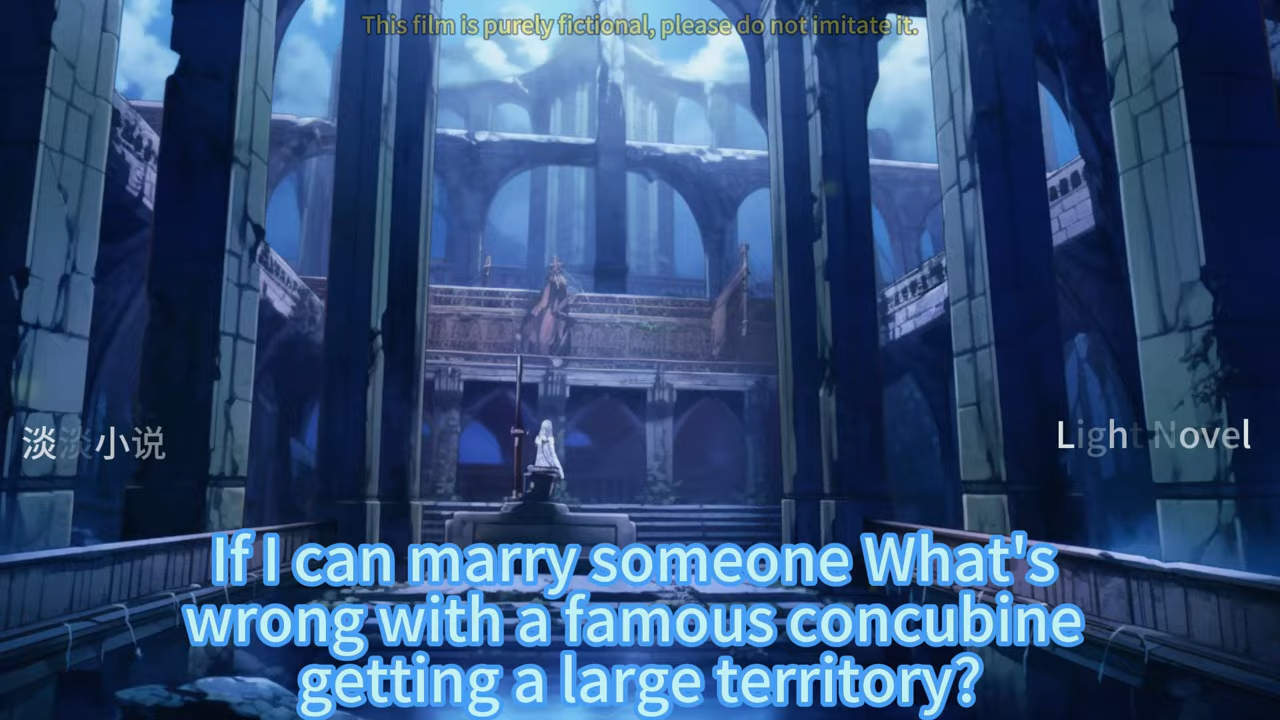 This film is purely fictional, please do not imitate it.
淡淡小说
Light Novel
If I can marry someone What's
wrong with a famous concubine
getting a large territory?